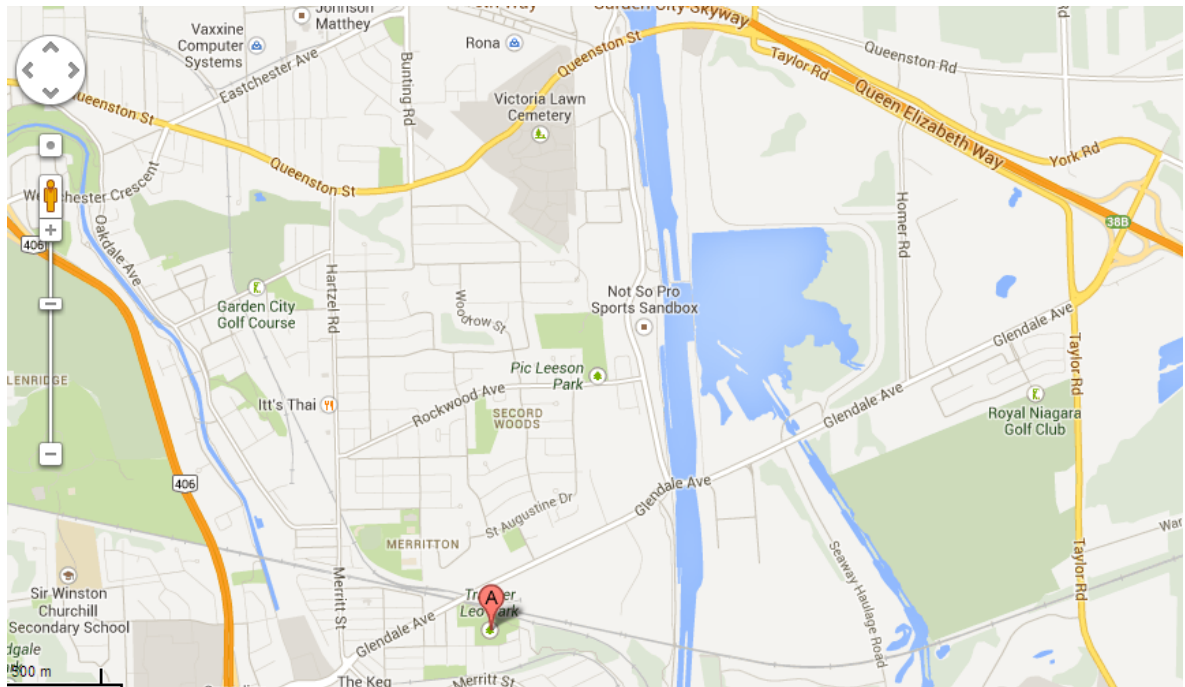 Johnson
Matthey
Garden City Skyway
Vaxxine
Computer
Systems
Rona
Queenston St
Taylor Rd
Queenston Rd
Rd
Eastchester Ave
Bunting Rd
Victoria Lawn
Cemetery
Queen Elizabeth Way
Queenston St
Queenston St
York Rd
Crescent
Oakdale Ave
Homer Rd
38B
406
Hartzel Rd
Garden City
Golf Course
Woodrow St
Not So Pro
Sports Sandbox
Glendale Ave
Taylor Rd
Pic Leeson
Park
LENRIDGE
Itt's Thai
Rockwood Ave
SECORD
WOODS
Glendale Ave
Royal Niagara
Golf Club
406
Glendale Ave
St Augustine Dr
MERRITTON
War
Taylor Rd
Seaway Haulage Road
Sir Winston
Churchill
Secondary School
Merritt St
A
Park
Glendale Ave
dgale
500 m
The Keg
Merritt St